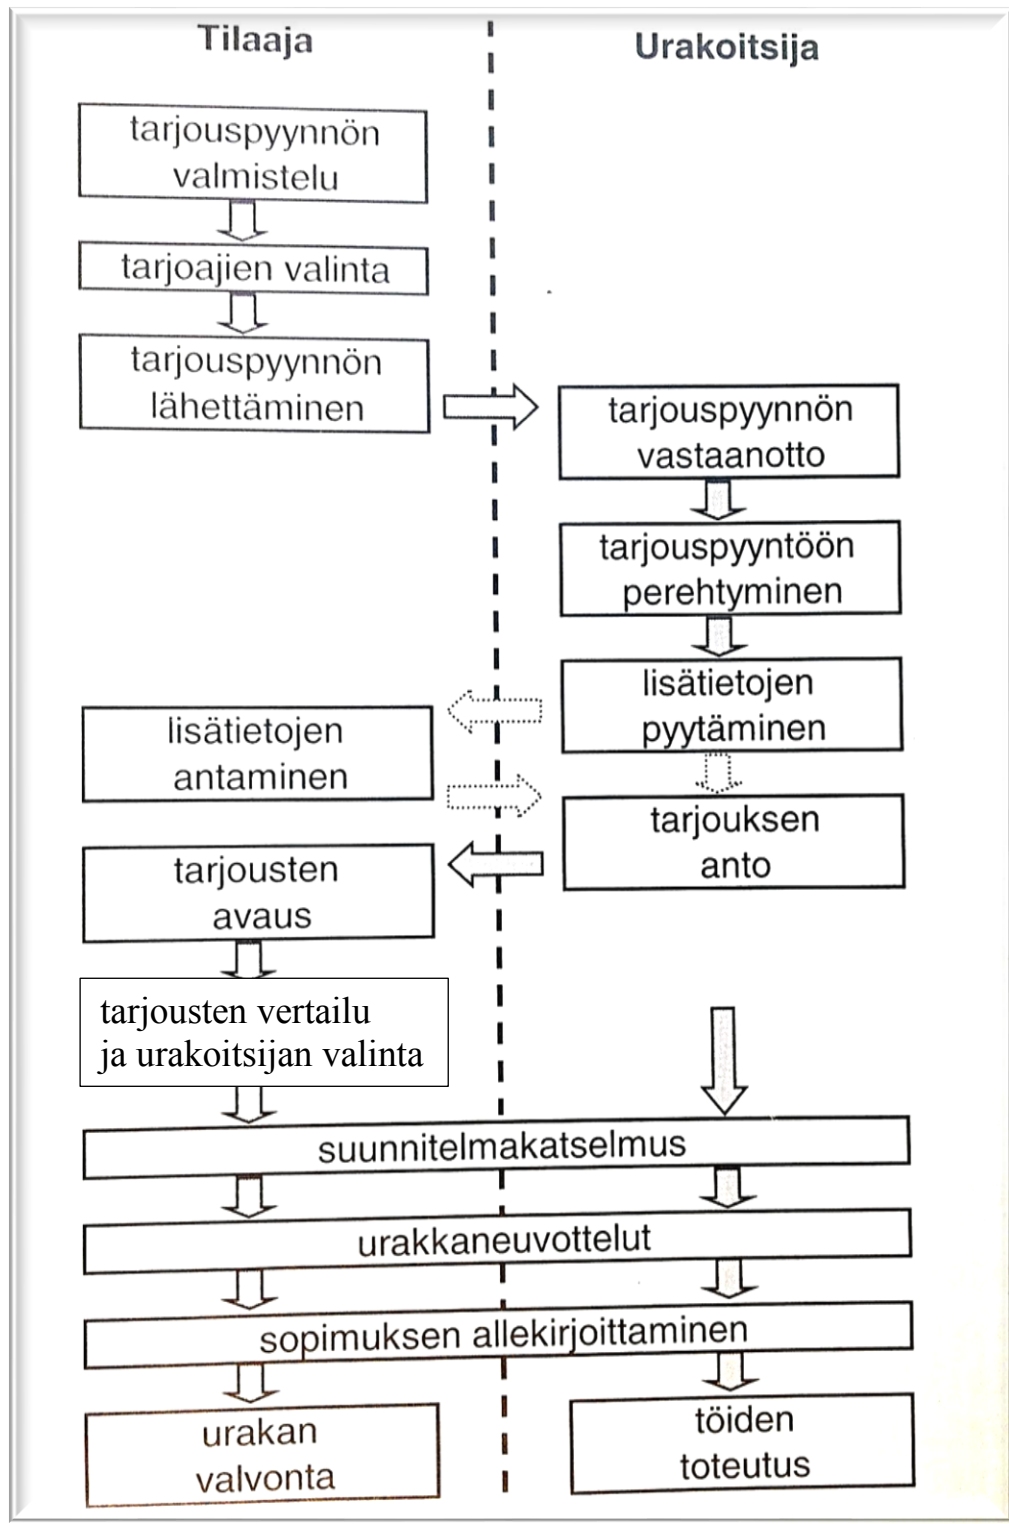 Tilaaja
Urakoitsija
tarjouspyynnön
valmistelu
tarjoajien valinta
tarjouspyynnön
lähettäminen
tarjouspyynnön
vastaanotto
tarjouspyyntöön
perehtyminen
lisätietojen
pyytäminen
lisätietojen
antaminen
tarjouksen
anto
tarjousten
avaus
tarjousten vertailu
ja urakoitsijan valinta
suunnitelmakatselmus
urakkaneuvottelut
sopimuksen allekirjoittaminen
urakan
valvonta
töiden
toteutus